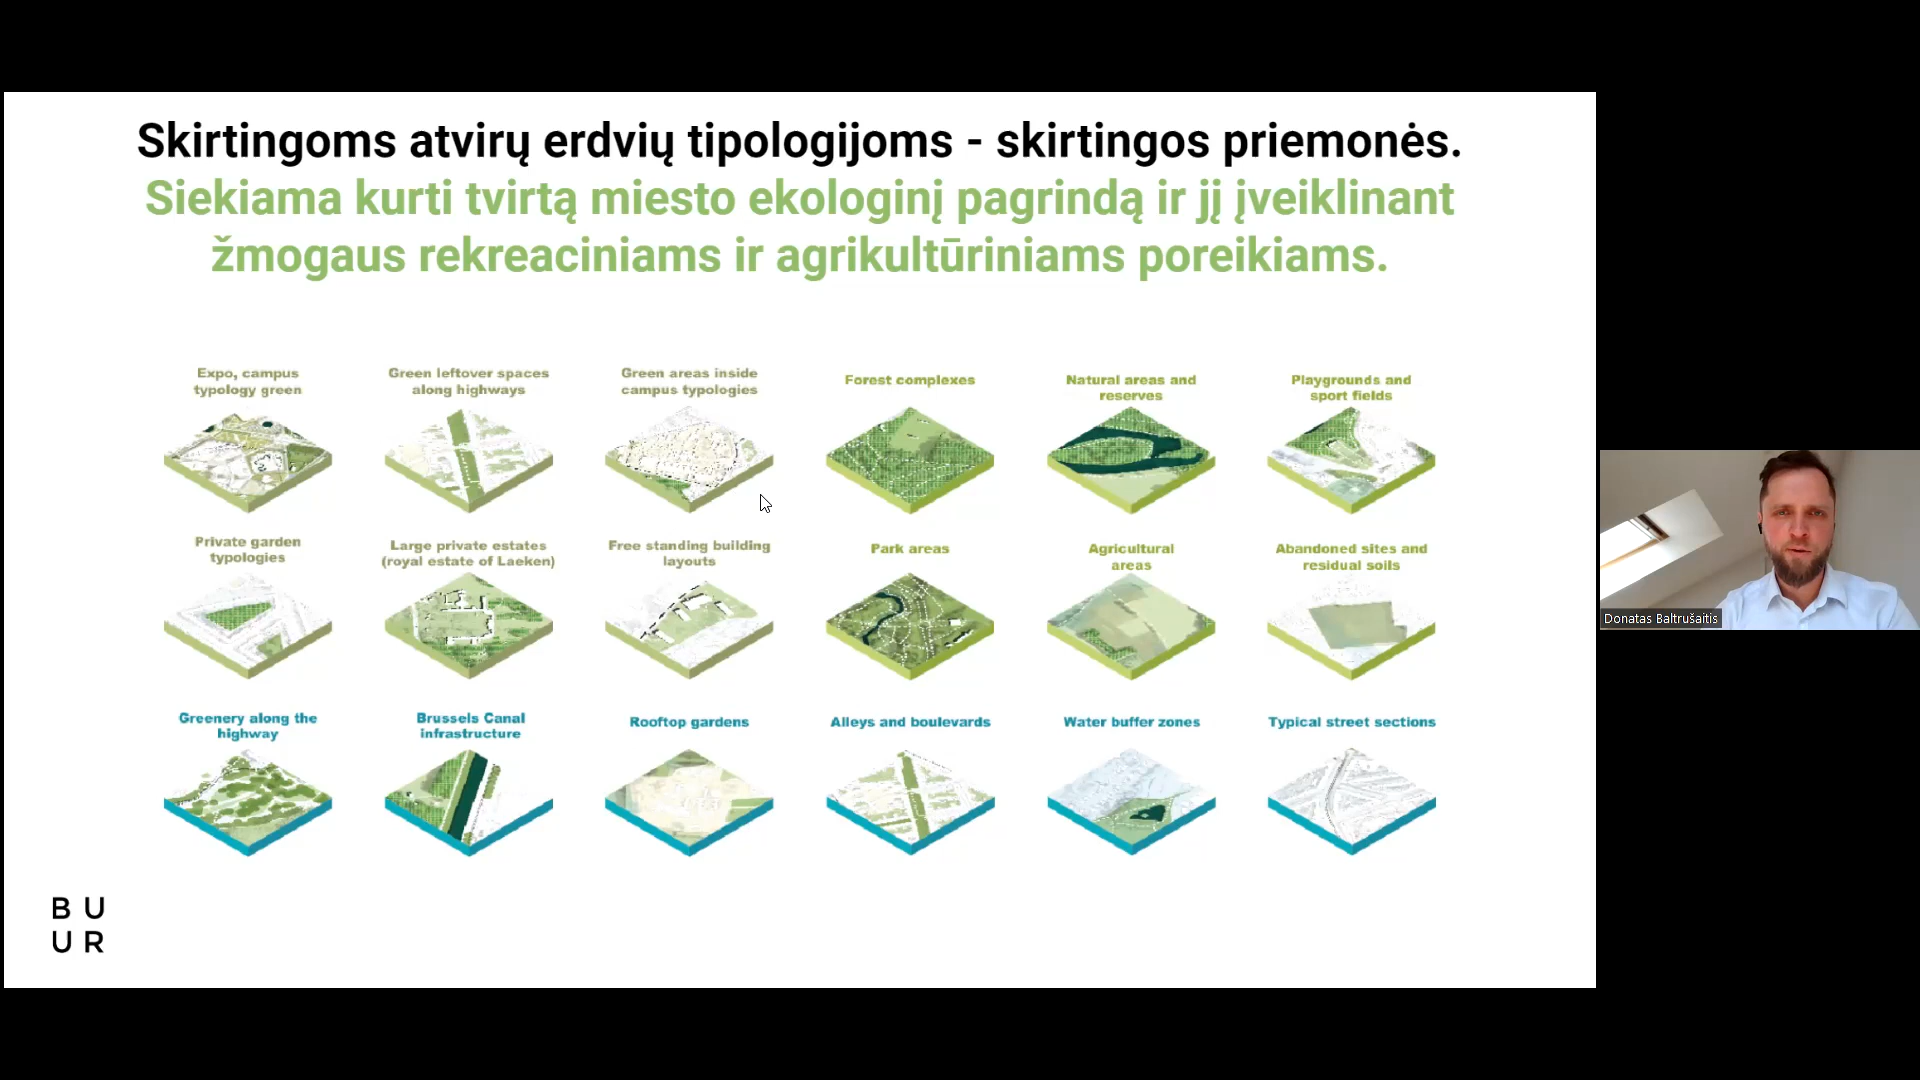 Skirtingoms atvirų erdvių tipologijoms - skirtingos priemonės.
Siekiama kurti tvirtą miesto ekologinį pagrindą ir jį įveiklinant
žmogaus rekreaciniams ir agrikultūriniams poreikiams.
Expo, campus
typology green
Green leftover spaces
along highways
Green areas inside
campus typologies
Forest complexes
Natural areas and
reserves
Playgrounds and
sport fields
Private garden
typologies
Large private estates
(royal estate of Laeken)
Free standing building
layouts
Park areas
Agricultural
areas
Abandoned sites and
residual soils
Greenery along the
highway
Brussels Canal
infrastructure
Rooftop gardens
Alleys and boulevards
Water buffer zones
Typical street sections
B U
U R
Donatas Baltrušaitis